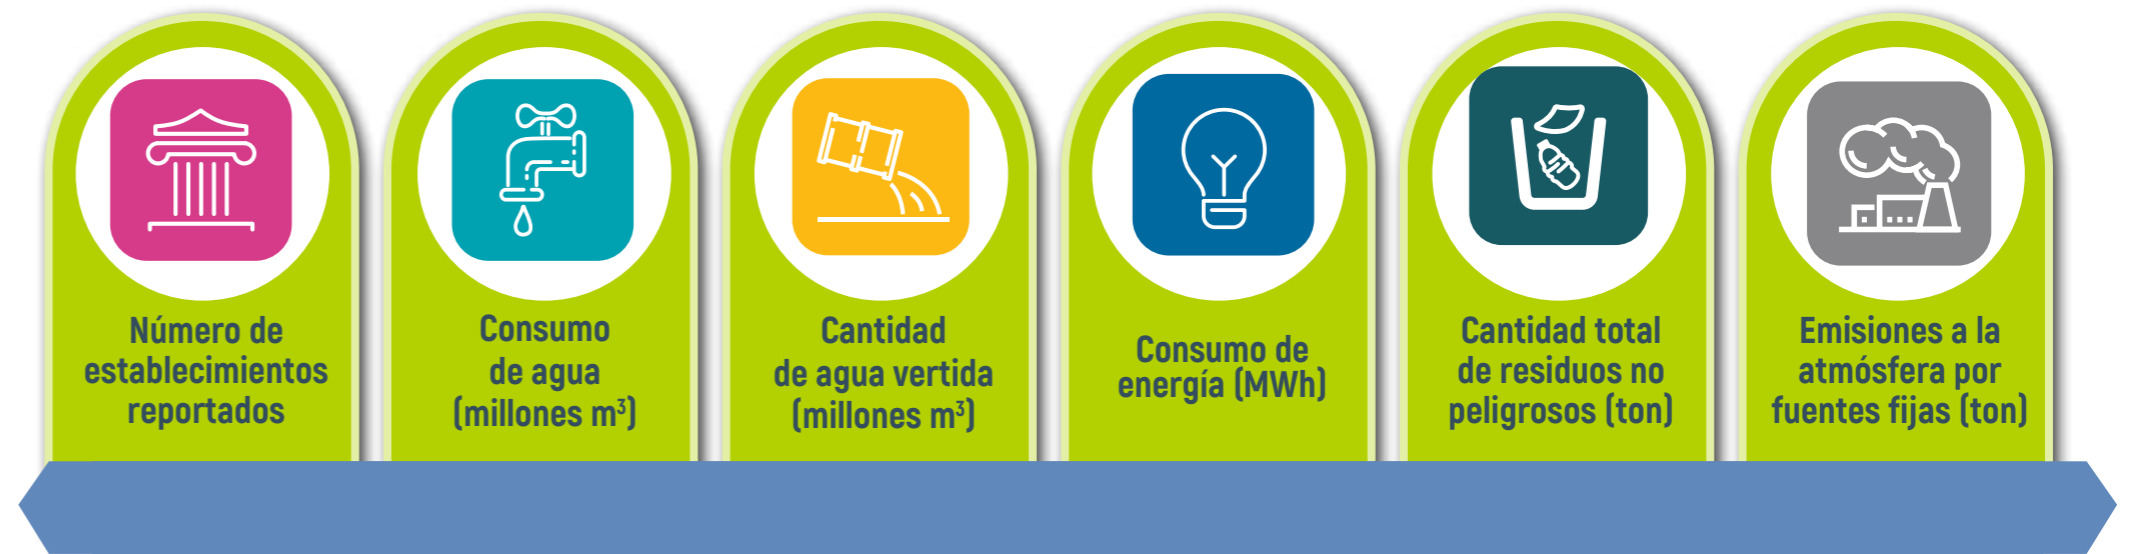 Número de
establecimientos
reportados
Consumo
de agua
(millones m³)
Cantidad
de agua vertida
(millones m³)
Consumo de
energía (MWh)
Cantidad total
de residuos no
peligrosos (ton)
Emisiones a la
atmósfera por
fuentes fijas (ton)